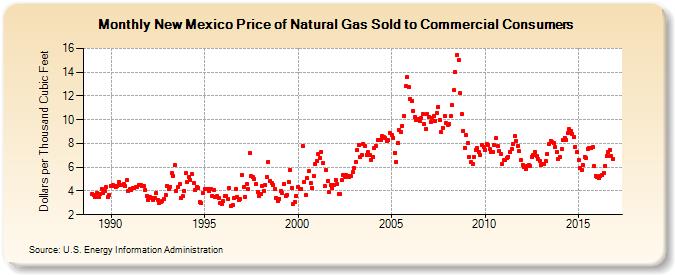 Monthly New Mexico Price of Natural Gas Sold to Commercial Consumers
Dollars per Thousand Cubic Feet
16
14
12
10
8
6
4
2
1990 1995 2000 2005 2010 2015
Source: U.S. Energy Information Administration